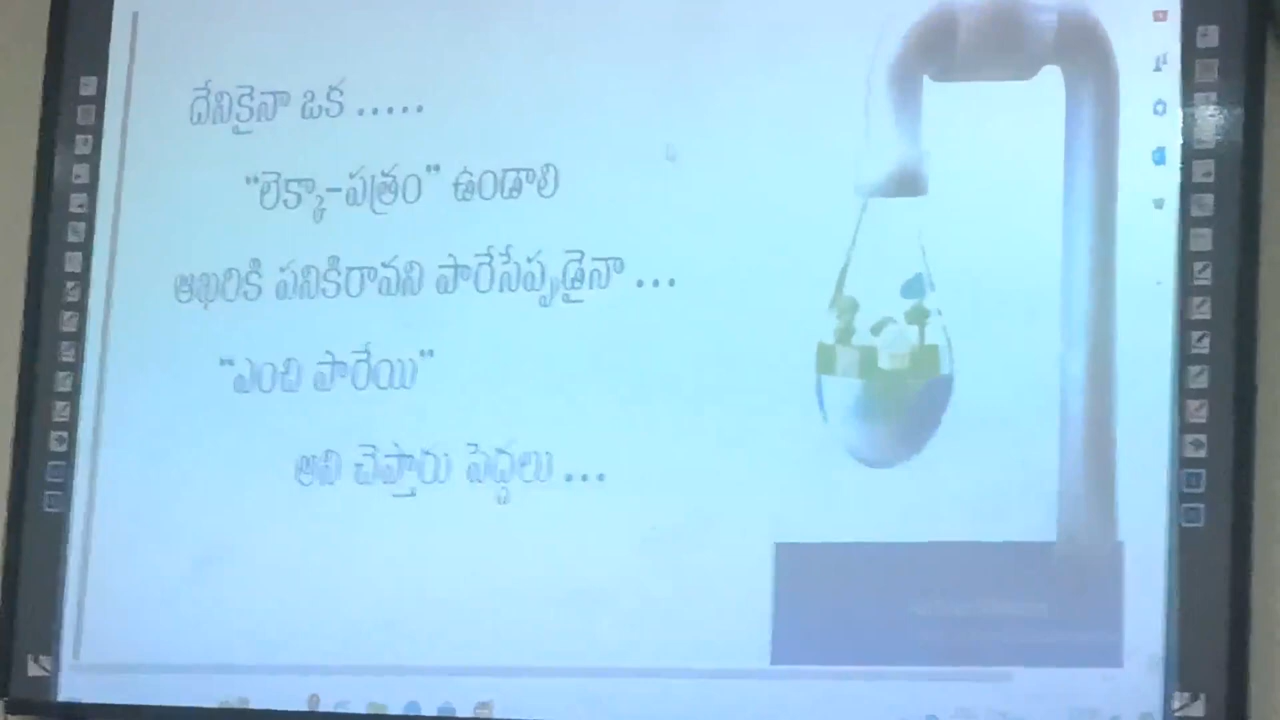 దేనికైనా ఒక .....
"లెక్కా-పత్రం" ఉండాలి
ఆఖరికి పనికిరావని పారేసేప్పుడైనా ...
"ఎంచి పారేయి"
అని చెప్తారు పెద్దలు ...